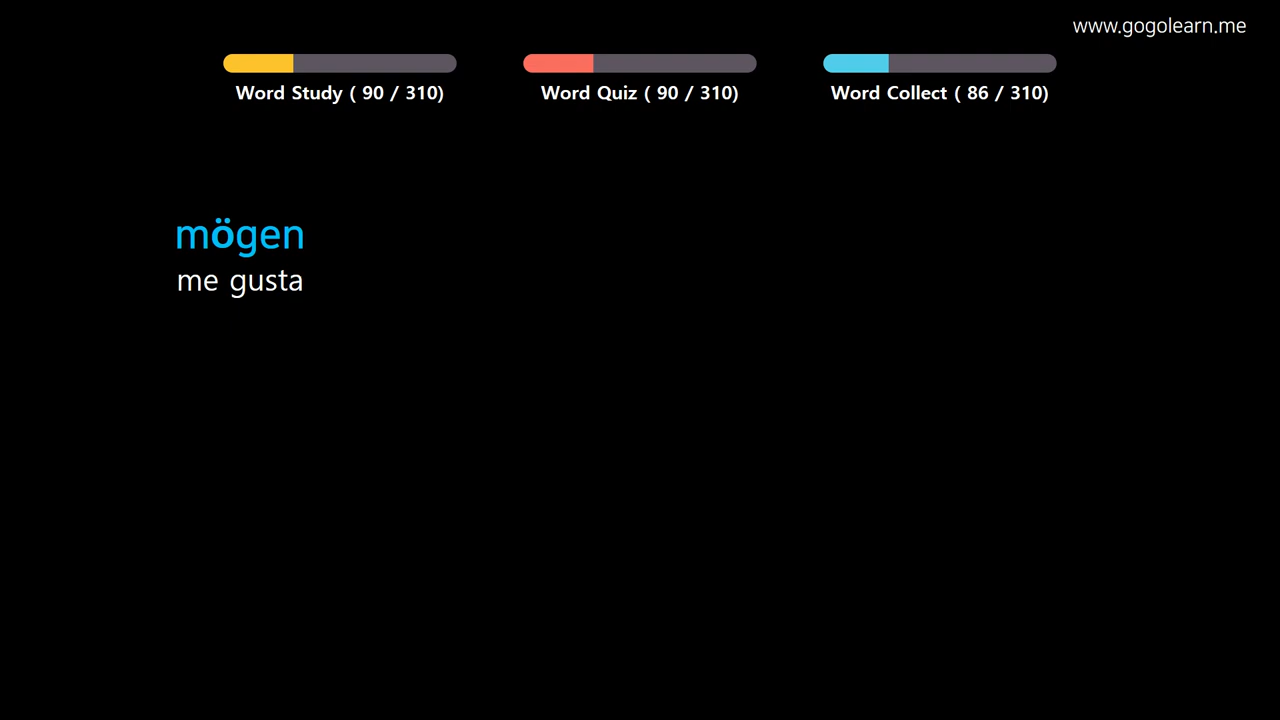 www.gogolearn.me
Word Study ( 90 / 310)
Word Quiz ( 90 / 310)
Word Collect ( 86 / 310)
mögen
me gusta